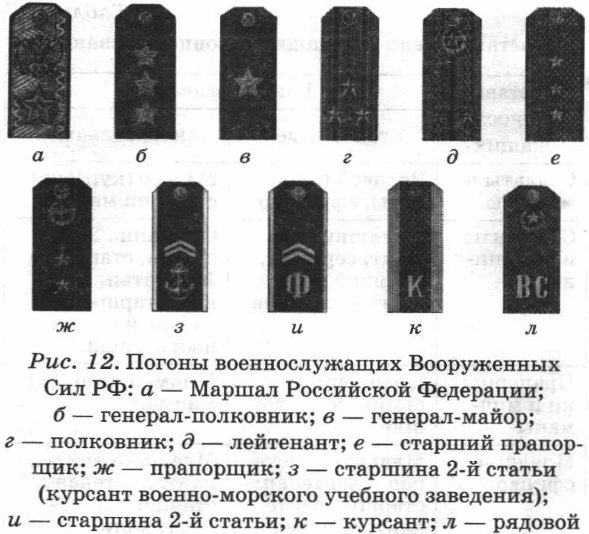 а б в г д е
К ВС
Ф
ж з и к л
Рис. 12. Погоны военнослужащих Вооруженных
Сил РФ: а — Маршал Российской Федерации;
б — генерал-полковник; в — генерал-майор;
г — полковник; д — лейтенант; е — старший прапор-
щик; ж — прапорщик; з — старшина 2-й статьи
(курсант военно-морского учебного заведения);
и — старшина 2-й статьи; к — курсант; л — рядовой